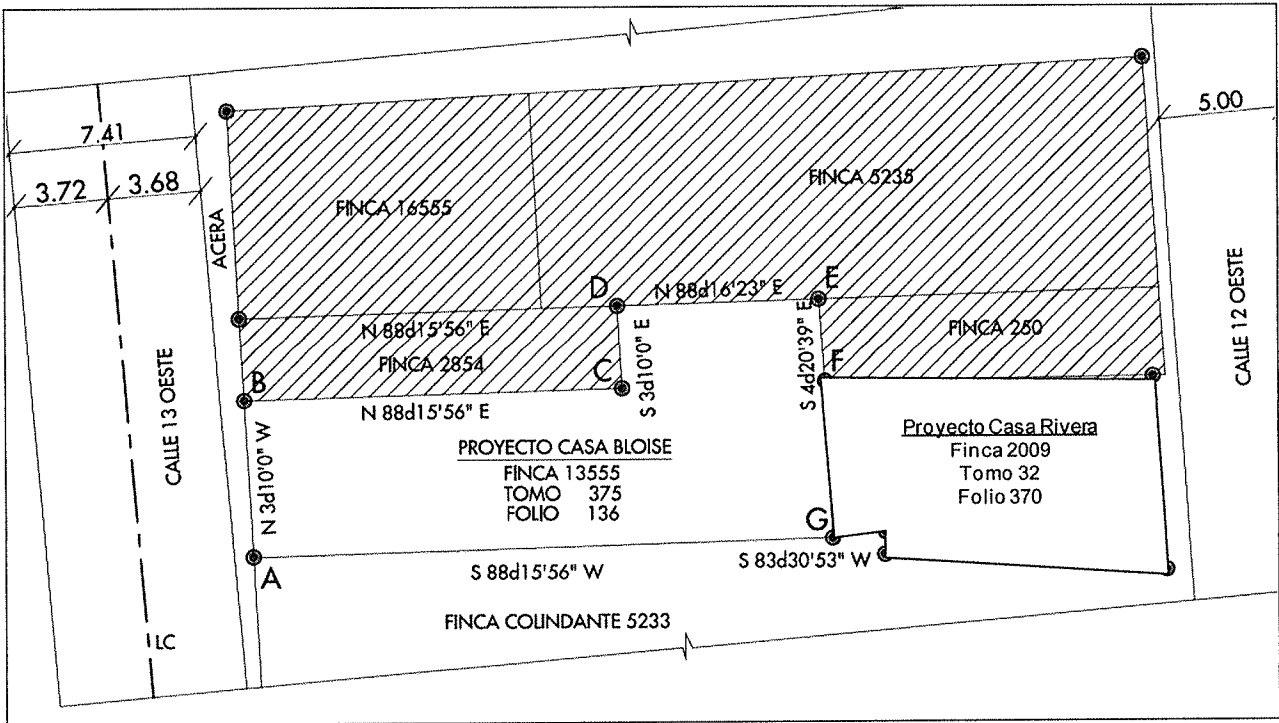 7.41
5.00
3.72
3.68
FINCA 5235
FINCA 16555
ACERA
CALLE 13 OESTE
CALLE 12 OESTE
D
N 88d16'23" E
E
N 88d15'56" E
FINCA 2854
S 3d10'0" E
S 4d20'39" E
FINCA 250
B
C
F
N 88d15'56" E
N 3d10'0" W
PROYECTO CASA BLOISE
FINCA 13555
TOMO 375
FOLIO 136
Proyecto Casa Rivera
Finca 2009
Tomo 32
Folio 370
G
A
S 88d15'56" W
S 83d30'53" W
FINCA COLINDANTE 5233
LC